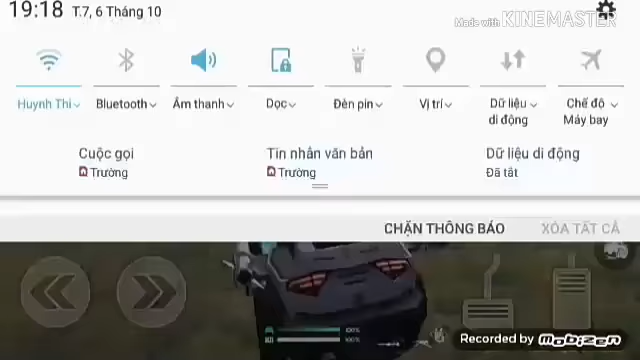 19:18 T.7, 6 Tháng 10
Made with KINEMASTER
Huynh Thi
Bluetooth
Âm thanh
Dọc
Đèn pin
Vị trí
Dữ liệu di động
Chế độ Máy bay
Cuộc gọi
Trường
Tin nhắn văn bản
Trường
Dữ liệu di động
Đã tắt
CHẶN THÔNG BÁO
XÓA TẤT CẢ
100%
100%
Recorded by Mobizen